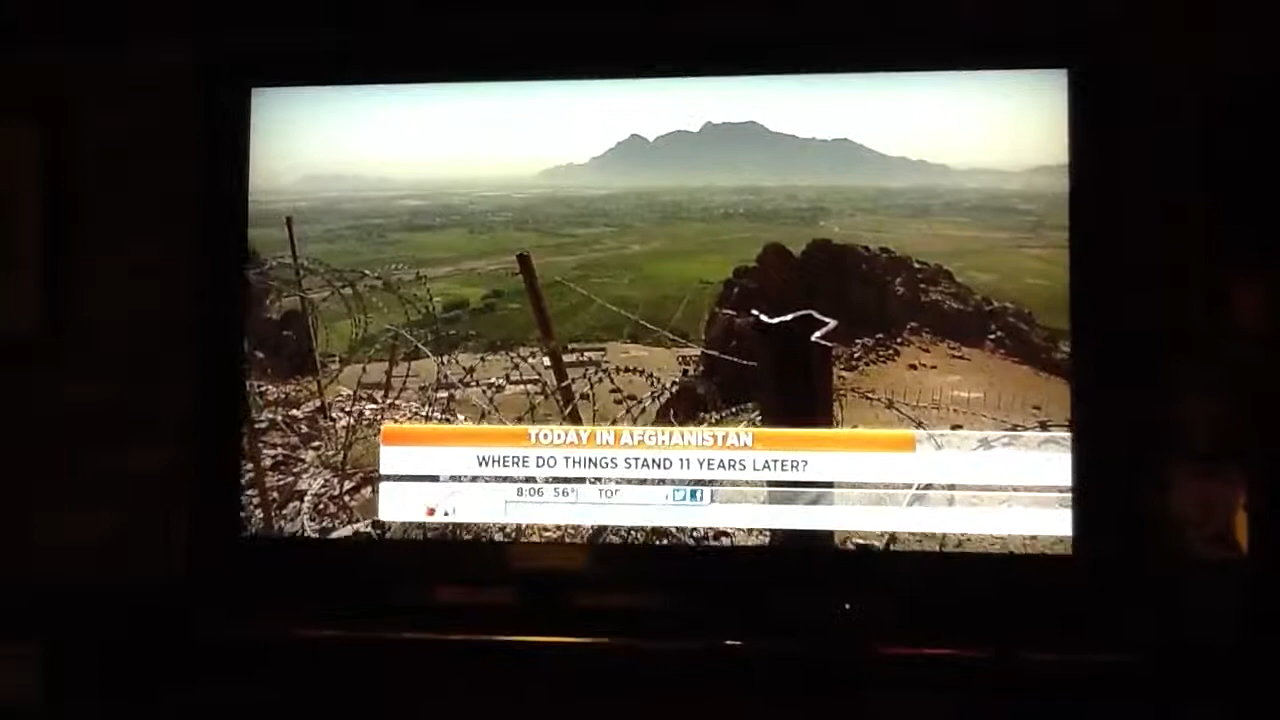 TODAY IN AFGHANISTAN
WHERE DO THINGS STAND 11 YEARS LATER?
8:06 56°